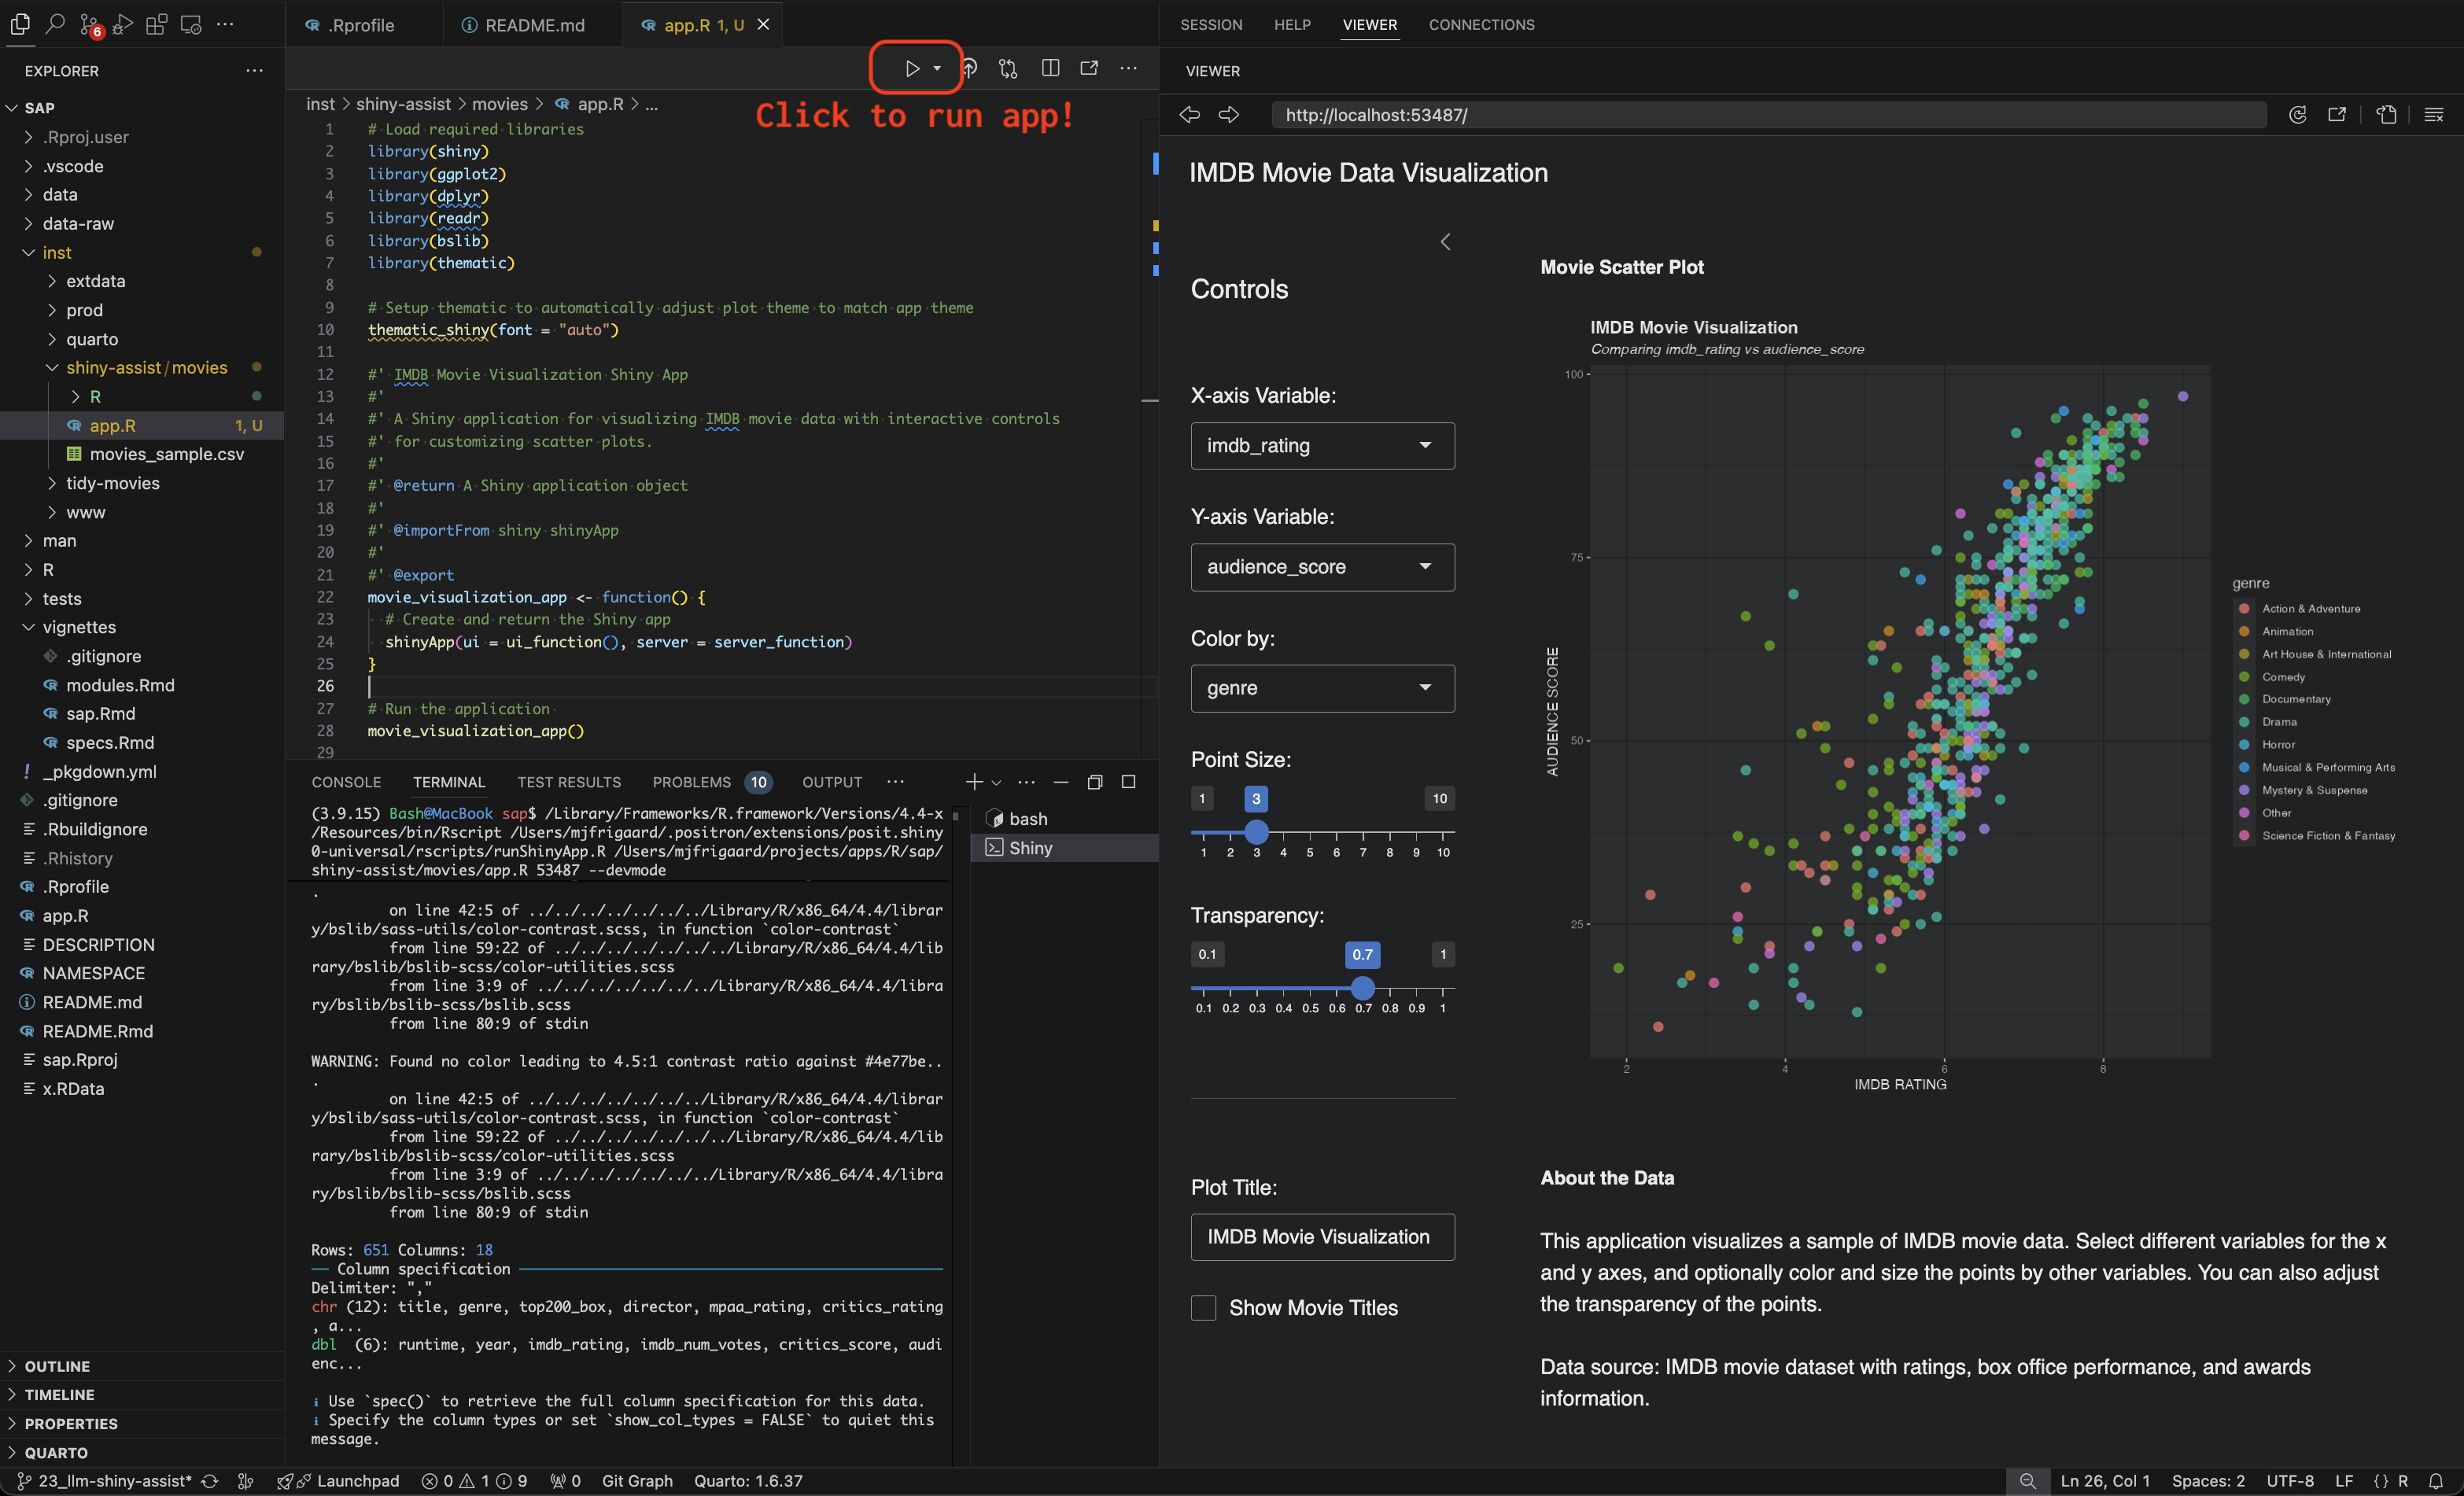 6
.Rprofile
README.md
app.R 1, U
SESSION HELP VIEWER CONNECTIONS
EXPLORER
VIEWER
Click to run app!
http://localhost:53487/
SAP
.Rproj.user
.vscode
data
data-raw
inst
extdata
prod
quarto
shiny-assist / movies
R
app.R 1, U
movies_sample.csv
tidy-movies
www
man
R
tests
vignettes
.gitignore
modules.Rmd
sap.Rmd
specs.Rmd
_pkgdown.yml
.gitignore
.Rbuildignore
.Rhistory
.Rprofile
app.R
DESCRIPTION
NAMESPACE
README.md
README.Rmd
sap.Rproj
x.RData
OUTLINE
TIMELINE
PROPERTIES
QUARTO
inst > shiny-assist > movies > app.R > ...
1 # Load required libraries
2 library(shiny)
3 library(ggplot2)
4 library(dplyr)
5 library(readr)
6 library(bslib)
7 library(thematic)
8
9 # Setup thematic to automatically adjust plot theme to match app theme
10 thematic_shiny(font = "auto")
11
12 #' IMDB Movie Visualization Shiny App
13 #'
14 #' A Shiny application for visualizing IMDB movie data with interactive controls
15 #' for customizing scatter plots.
16 #'
17 #' @return A Shiny application object
18 #'
19 #' @importFrom shiny shinyApp
20 #'
21 #' @export
22 movie_visualization_app <- function() {
23 # Create and return the Shiny app
24 shinyApp(ui = ui_function(), server = server_function)
25 }
26
27 # Run the application
28 movie_visualization_app()
29
CONSOLE TERMINAL TEST RESULTS PROBLEMS 10 OUTPUT
bash
Shiny
(3.9.15) Bash@MacBook sap$ /Library/Frameworks/R.framework/Versions/4.4-x
/Resources/bin/Rscript /Users/mjfrigaard/.positron/extensions/posit.shiny
0-universal/rscripts/runShinyApp.R /Users/mjfrigaard/projects/apps/R/sap/
shiny-assist/movies/app.R 53487 --devmode
.
on line 42:5 of ../../../../../../../Library/R/x86_64/4.4/librar
y/bslib/sass-utils/color-contrast.scss, in function `color-contrast`
from line 59:22 of ../../../../../../../Library/R/x86_64/4.4/lib
rary/bslib/bslib-scss/color-utilities.scss
from line 3:9 of ../../../../../../../Library/R/x86_64/4.4/libra
ry/bslib/bslib-scss/bslib.scss
from line 80:9 of stdin
WARNING: Found no color leading to 4.5:1 contrast ratio against #4e77be..
.
on line 42:5 of ../../../../../../../Library/R/x86_64/4.4/librar
y/bslib/sass-utils/color-contrast.scss, in function `color-contrast`
from line 59:22 of ../../../../../../../Library/R/x86_64/4.4/lib
rary/bslib/bslib-scss/color-utilities.scss
from line 3:9 of ../../../../../../../Library/R/x86_64/4.4/libra
ry/bslib/bslib-scss/bslib.scss
from line 80:9 of stdin
Rows: 651 Columns: 18
── Column specification ──────────
Delimiter: ","
chr (12): title, genre, top200_box, director, mpaa_rating, critics_rating
, a...
dbl (6): runtime, year, imdb_rating, imdb_num_votes, critics_score, audi
enc...
ℹ Use `spec()` to retrieve the full column specification for this data.
ℹ Specify the column types or set `show_col_types = FALSE` to quiet this
message.
IMDB Movie Data Visualization
Controls
X-axis Variable:
imdb_rating
Y-axis Variable:
audience_score
Color by:
genre
Point Size:
1 3 10
1 2 3 4 5 6 7 8 9 10
Transparency:
0.1 0.7 1
0.1 0.2 0.3 0.4 0.5 0.6 0.7 0.8 0.9 1
Plot Title:
IMDB Movie Visualization
Show Movie Titles
Movie Scatter Plot
IMDB Movie Visualization
Comparing imdb_rating vs audience_score
100
75
50
25
AUDIENCE SCORE
2 4 6 8
IMDB RATING
genre
Action & Adventure
Animation
Art House & International
Comedy
Documentary
Drama
Horror
Musical & Performing Arts
Mystery & Suspense
Other
Science Fiction & Fantasy
About the Data
This application visualizes a sample of IMDB movie data. Select different variables for the x
and y axes, and optionally color and size the points by other variables. You can also adjust
the transparency of the points.
Data source: IMDB movie dataset with ratings, box office performance, and awards
information.
23_llm-shiny-assist* Launchpad 0 1 9 0 Git Graph Quarto: 1.6.37 Ln 26, Col 1 Spaces: 2 UTF-8 LF {} R